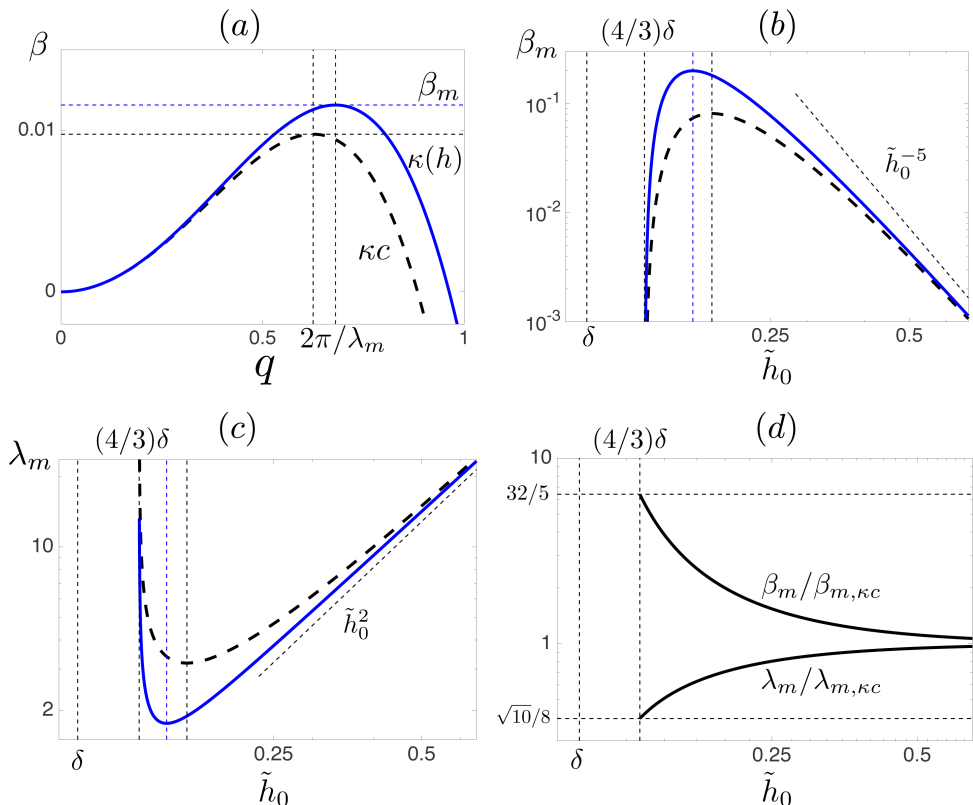 (a)
β
β_m
0.01
κ(h)
κc
0
0
0.5
1
2π/λ_m
q
(4/3)δ
(b)
β_m
10^{-1}
10^{-2}
10^{-3}
h̃_0^{-5}
δ
0.25
0.5
h̃_0
(4/3)δ
(c)
λ_m
10
2
h̃_0^2
δ
0.25
0.5
h̃_0
(4/3)δ
(d)
10
32/5
β_m/β_{m,κc}
1
λ_m/λ_{m,κc}
√10/8
δ
0.25
0.5
h̃_0